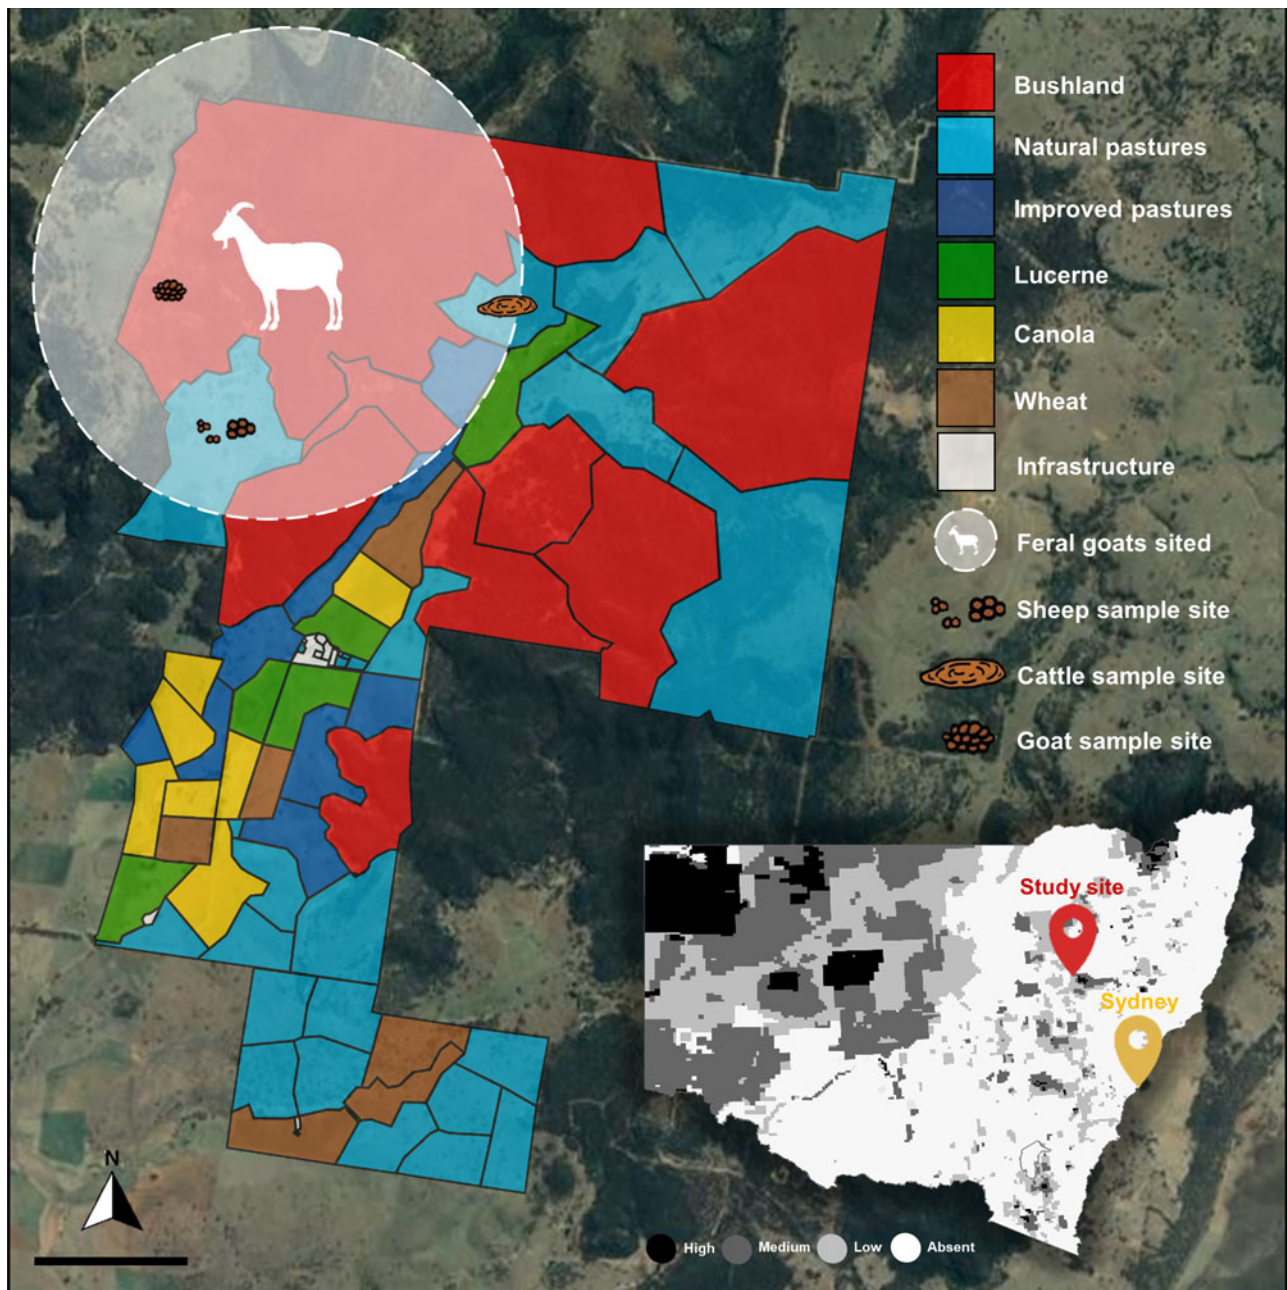 Bushland
Natural pastures
Improved pastures
Lucerne
Canola
Wheat
Infrastructure
Feral goats sited
Sheep sample site
Cattle sample site
Goat sample site
Study site
Sydney
N
High Medium Low Absent